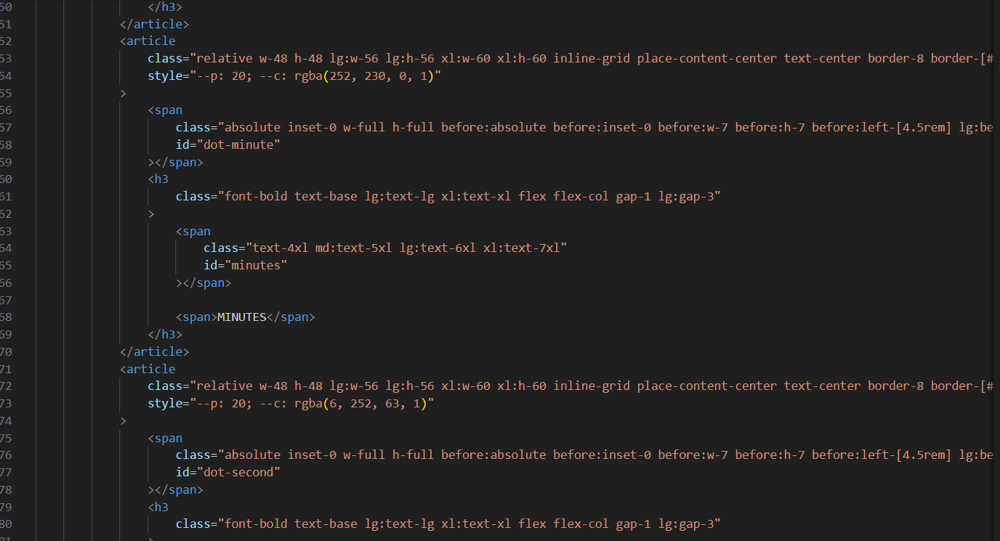 50 </h3>
51 </article>
52 <article
53 class="relative w-48 h-48 lg:w-56 lg:h-56 xl:w-60 xl:h-60 inline-grid place-content-center text-center border-8 border-[#
54 style="--p: 20; --c: rgba(252, 230, 0, 1)"
55 >
56 <span
57 class="absolute inset-0 w-full h-full before:absolute before:inset-0 before:w-7 before:h-7 before:left-[4.5rem] lg:be
58 id="dot-minute"
59 ></span>
60 <h3
61 class="font-bold text-base lg:text-lg xl:text-xl flex flex-col gap-1 lg:gap-3"
62 >
63 <span
64 class="text-4xl md:text-5xl lg:text-6xl xl:text-7xl"
65 id="minutes"
66 ></span>
67
68 <span>MINUTES</span>
69 </h3>
70 </article>
71 <article
72 class="relative w-48 h-48 lg:w-56 lg:h-56 xl:w-60 xl:h-60 inline-grid place-content-center text-center border-8 border-[#
73 style="--p: 20; --c: rgba(6, 252, 63, 1)"
74 >
75 <span
76 class="absolute inset-0 w-full h-full before:absolute before:inset-0 before:w-7 before:h-7 before:left-[4.5rem] lg:be
77 id="dot-second"
78 ></span>
79 <h3
80 class="font-bold text-base lg:text-lg xl:text-xl flex flex-col gap-1 lg:gap-3"